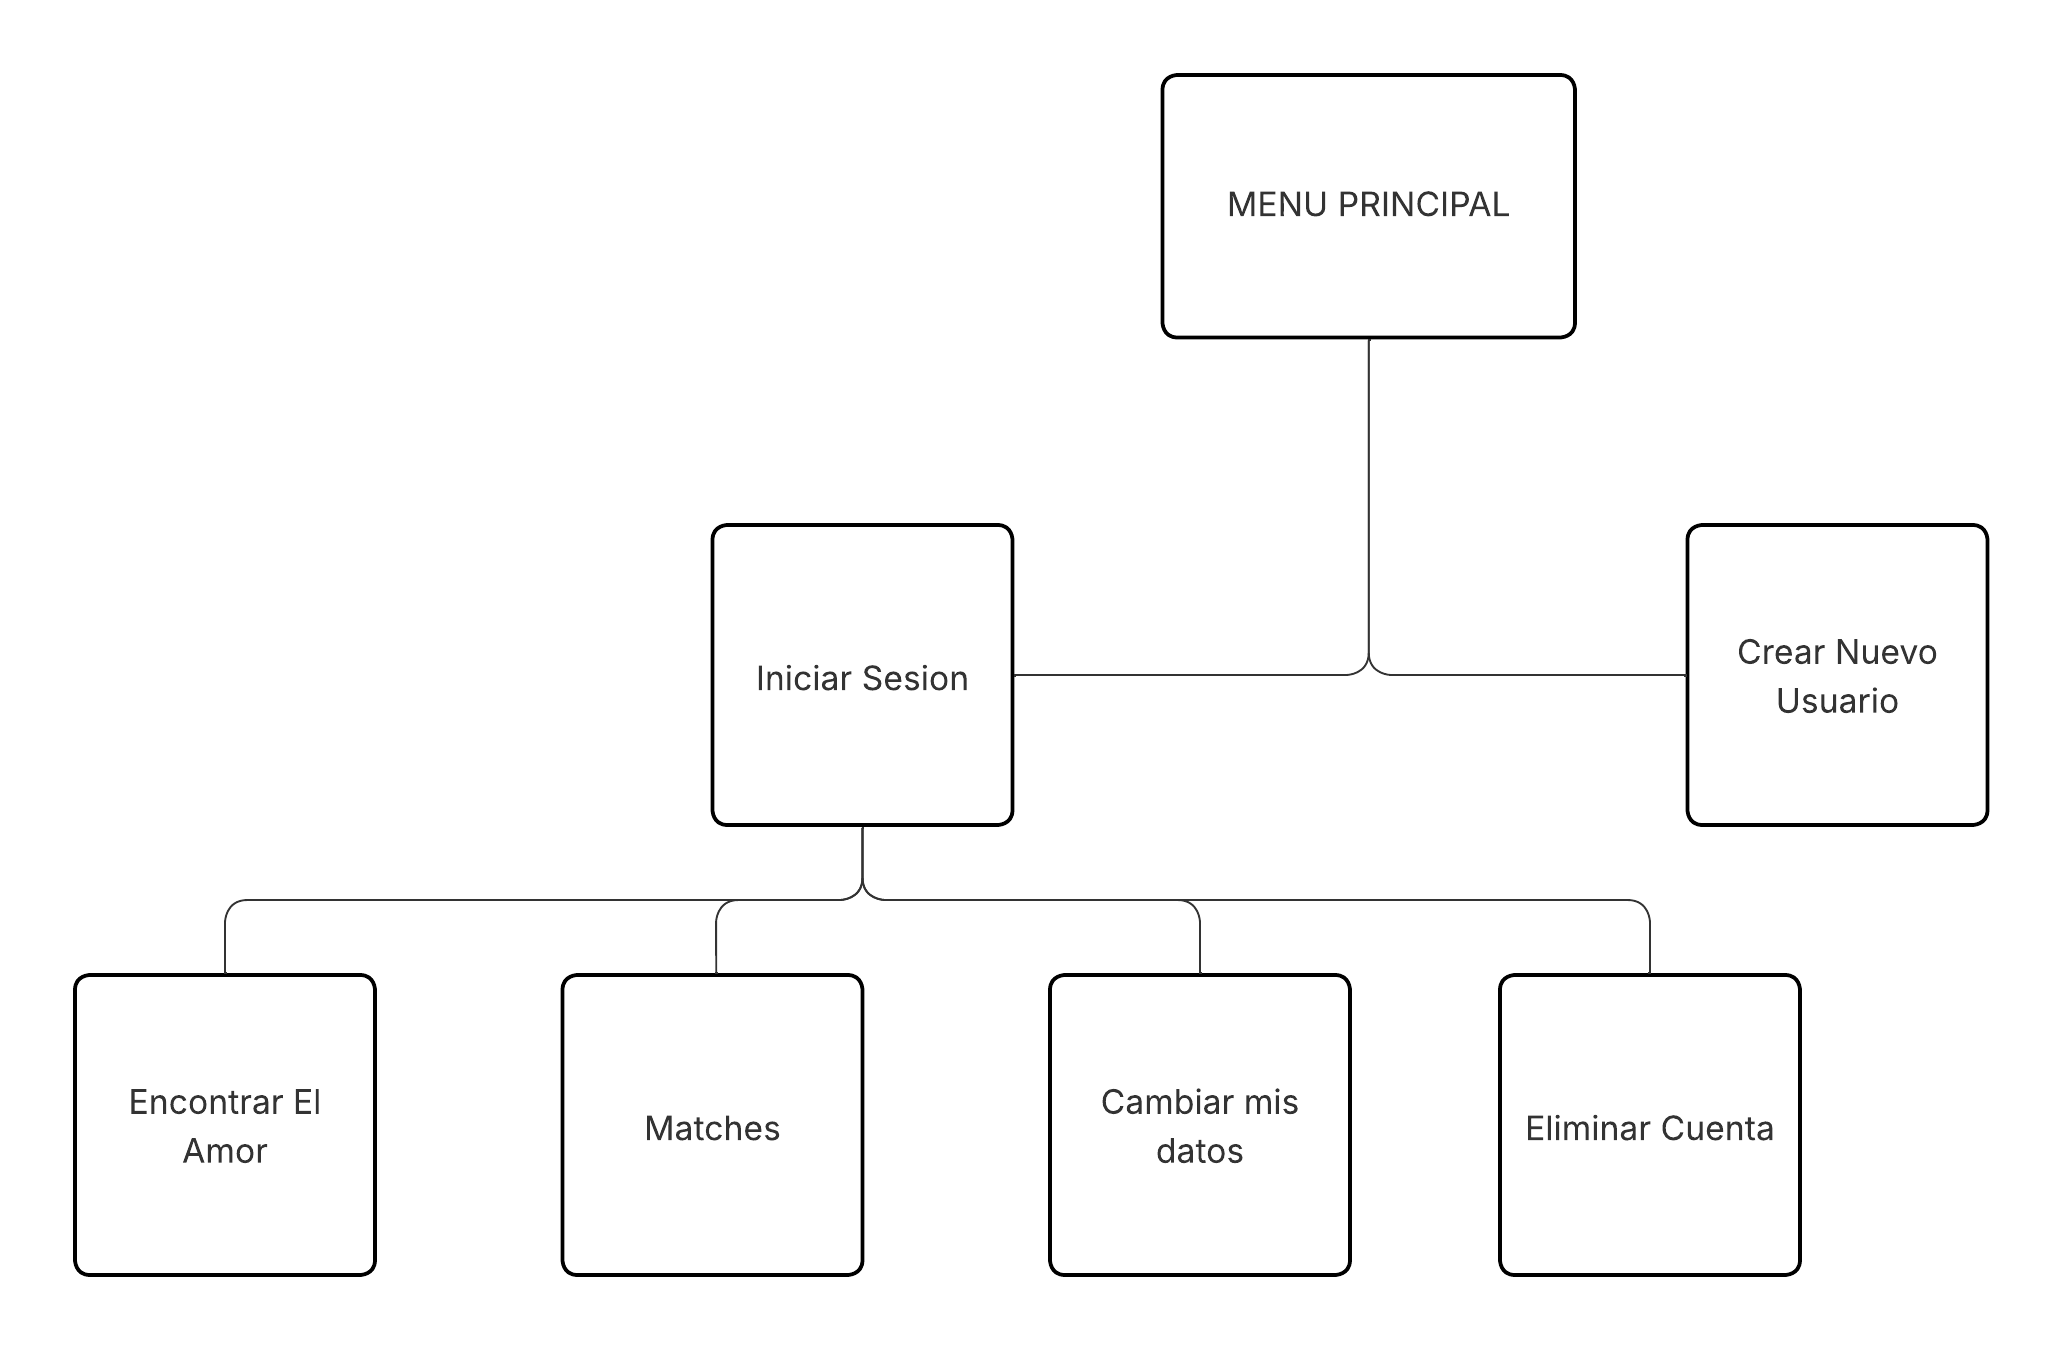 MENU PRINCIPAL
Iniciar Sesion
Crear Nuevo
Usuario
Encontrar El
Amor
Matches
Cambiar mis
datos
Eliminar Cuenta